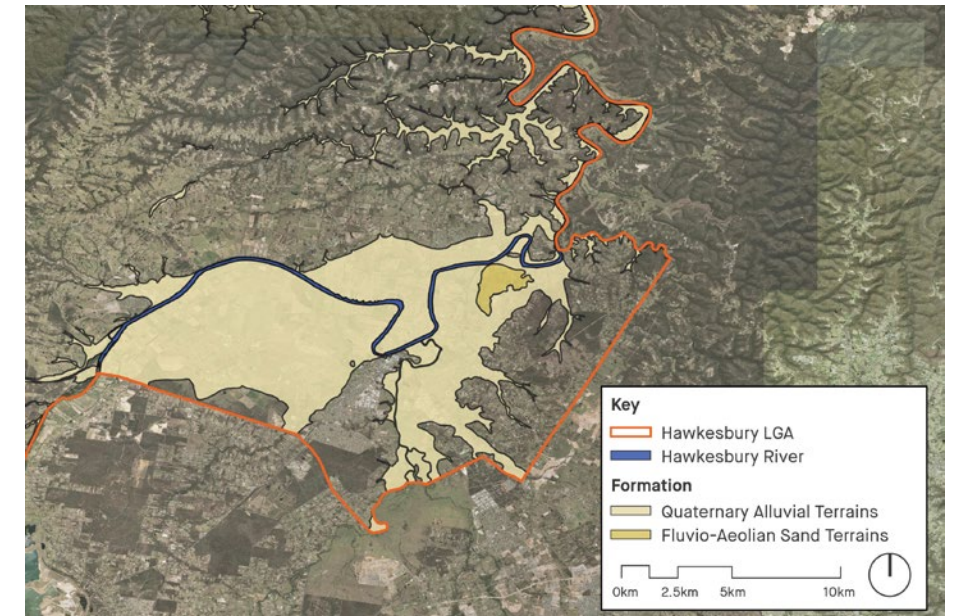 Key
Hawkesbury LGA
Hawkesbury River
Formation
Quaternary Alluvial Terrains
Fluvio-Aeolian Sand Terrains
0km 2.5km 5km 10km